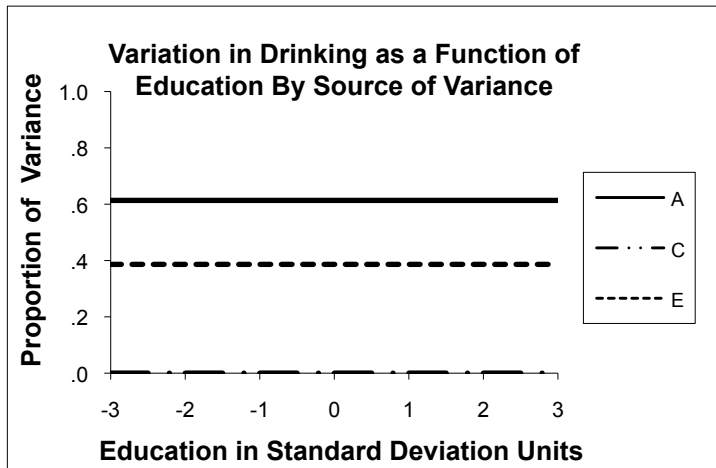 Variation in Drinking as a Function of
Education By Source of Variance
Proportion of Variance
1.0
.8
.6
.4
.2
.0
-3 -2 -1 0 1 2 3
Education in Standard Deviation Units
A
C
E